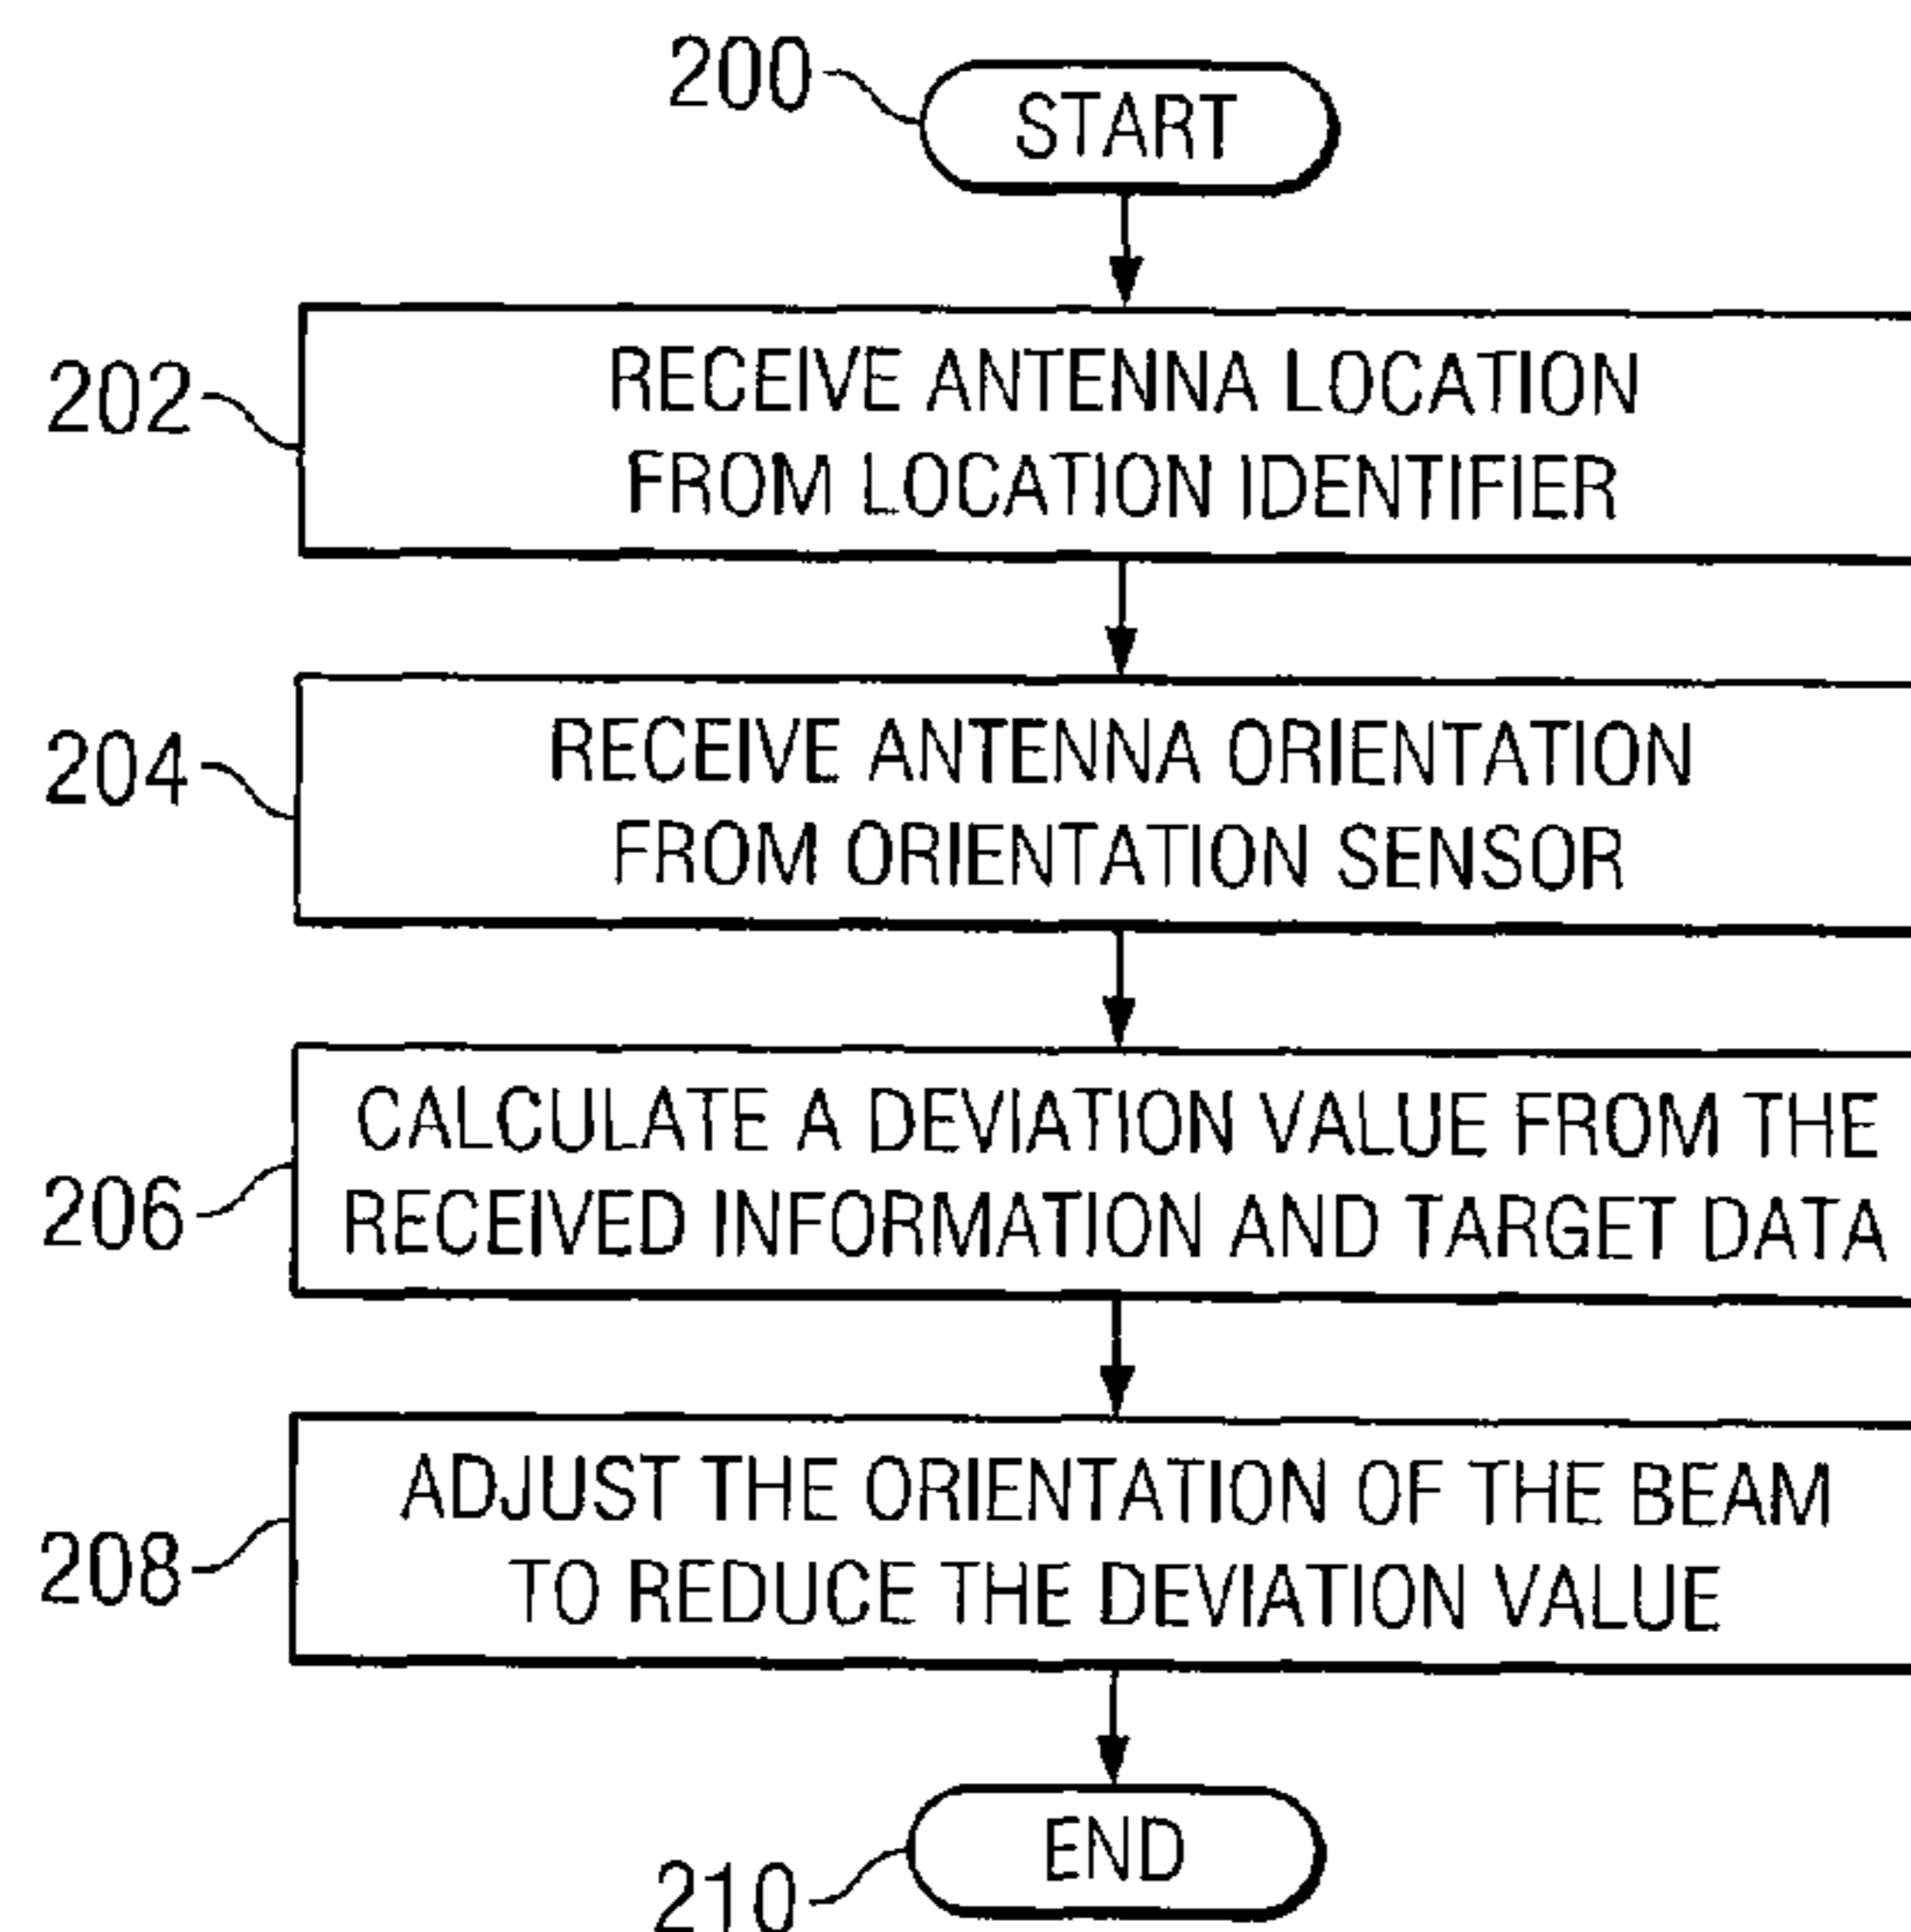 200
START
202
RECEIVE ANTENNA LOCATION
FROM LOCATION IDENTIFIER
204
RECEIVE ANTENNA ORIENTATION
FROM ORIENTATION SENSOR
206
CALCULATE A DEVIATION VALUE FROM THE
RECEIVED INFORMATION AND TARGET DATA
208
ADJUST THE ORIENTATION OF THE BEAM
TO REDUCE THE DEVIATION VALUE
210
END